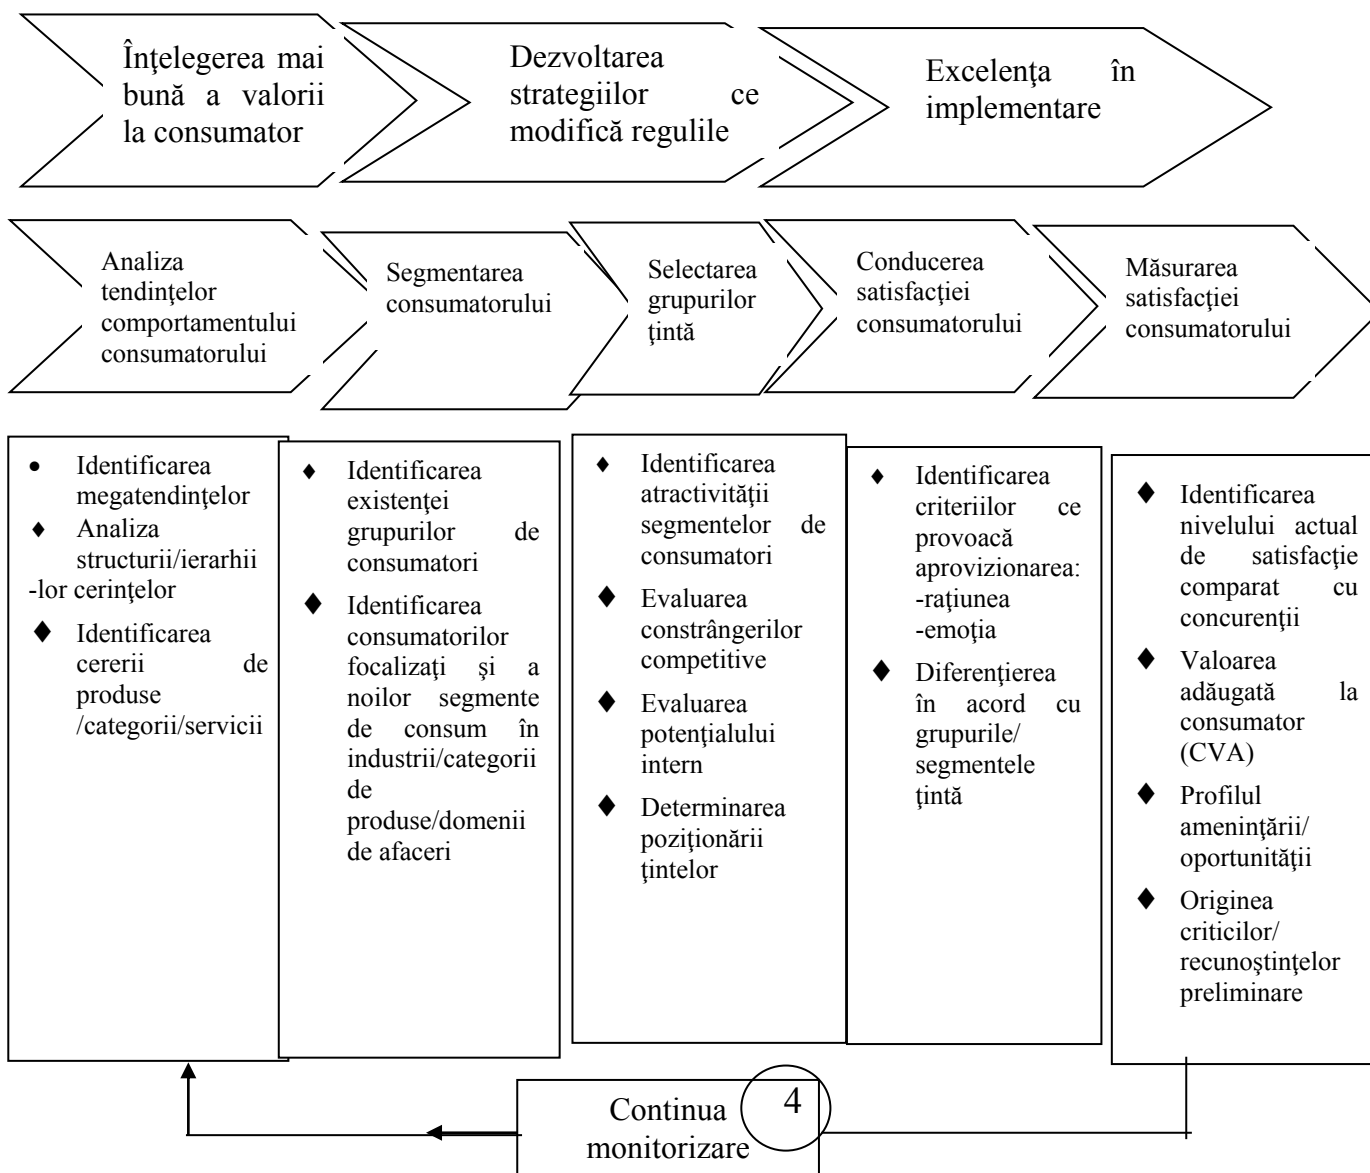 Înţelegerea mai
bună a valorii
la consumator
Dezvoltarea
strategiilor ce
modifică regulile
Excelenţa în
implementare
Analiza
tendinţelor
comportamentului
consumatorului
Segmentarea
consumatorului
Selectarea
grupurilor
ţintă
Conducerea
satisfacţiei
consumatorului
Măsurarea
satisfacţiei
consumatorului
• Identificarea
megatendinţelor
♦ Analiza
structurii/ierarhii
-lor cerinţelor
♦ Identificarea
cererii de
produse
/categorii/servicii
♦ Identificarea
existenţei
grupurilor de
consumatori
♦ Identificarea
consumatorilor
focalizaţi şi a
noilor segmente
de consum în
industrii/categorii
de
produse/domenii
de afaceri
♦ Identificarea
atractivităţii
segmentelor de
consumatori
♦ Evaluarea
constrângerilor
competitive
♦ Evaluarea
potenţialului
intern
♦ Determinarea
poziţionării
ţintelor
♦ Identificarea
criteriilor ce
provoacă
aprovizionarea:
-raţiunea
-emoţia
♦ Diferenţierea
în acord cu
grupurile/
segmentele
ţintă
♦ Identificarea
nivelului actual
de satisfacţie
comparat cu
concurenţii
♦ Valoarea
adăugată la
consumator
(CVA)
♦ Profilul
ameninţării/
oportunităţii
♦ Originea
criticilor/
recunoştinţelor
preliminare
Continua
monitorizare
4